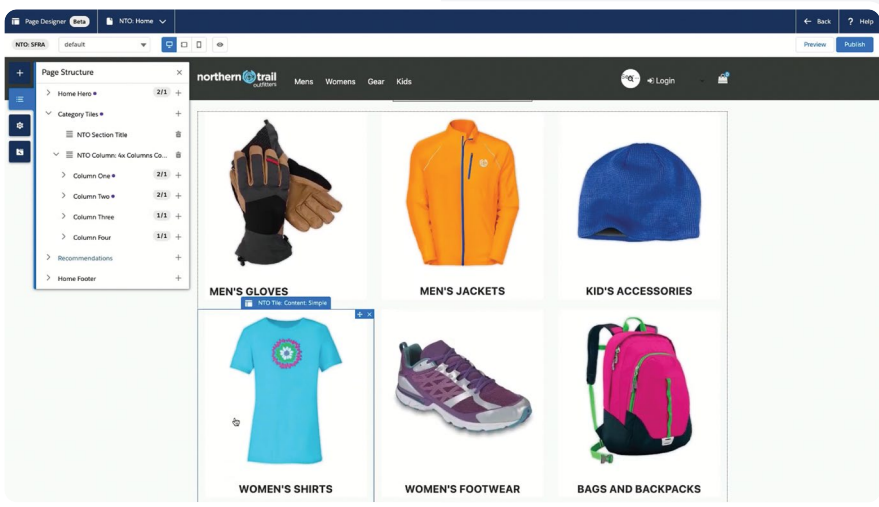 Page Designer Beta NTO: Home
Back ? Help
NTO: SFRA default Preview Publish
Page Structure
Home Hero 2/1
Category Tiles
NTO Section Title
NTO Column: 4x Columns Co...
Column One 2/1
Column Two 2/1
Column Three 1/1
Column Four 1/1
Recommendations
Home Footer
northern trail
outfitters
Mens Womens Gear Kids
Login
MEN'S GLOVES
MEN'S JACKETS
KID'S ACCESSORIES
NTO Tile: Content: Simple
WOMEN'S SHIRTS
WOMEN'S FOOTWEAR
BAGS AND BACKPACKS